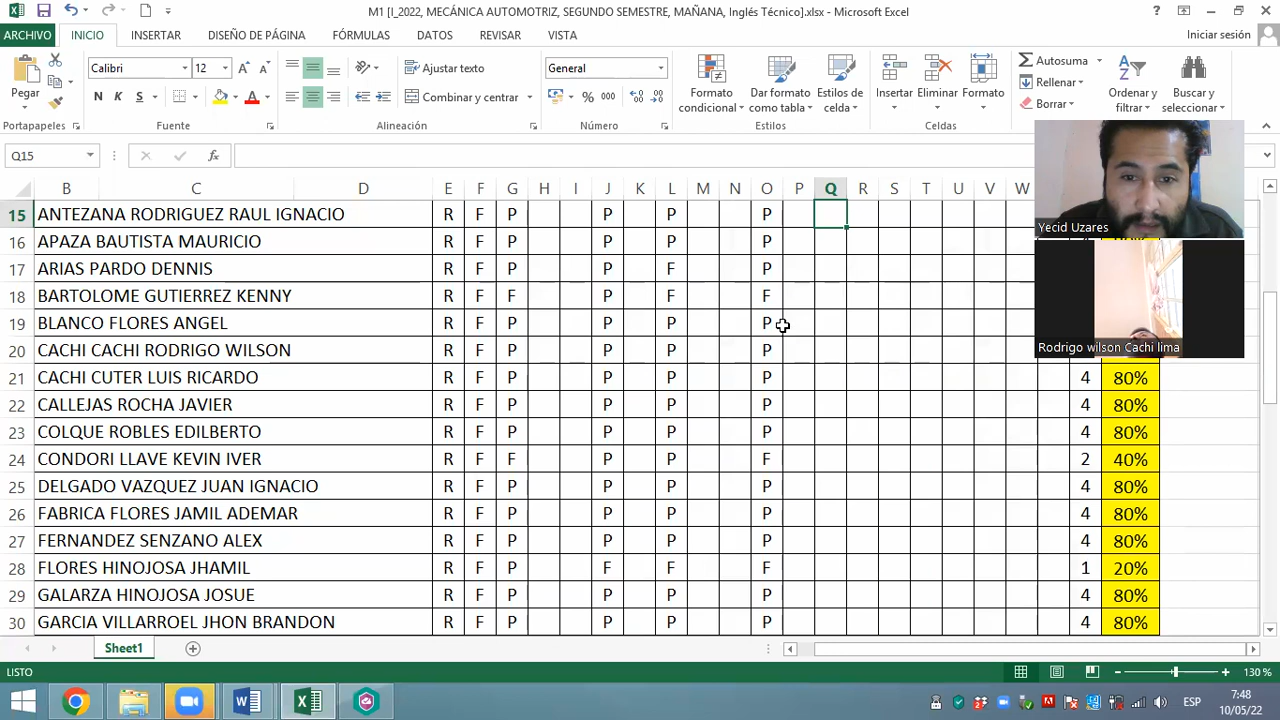 M1 [I_2022, MECÁNICA AUTOMOTRIZ, SEGUNDO SEMESTRE, MAÑANA, Inglés Técnico].xlsx - Microsoft Excel
ARCHIVO INICIO INSERTAR DISEÑO DE PÁGINA FÓRMULAS DATOS REVISAR VISTA Iniciar sesión
Pegar
Portapapeles
Calibri 12
N K S
Fuente
Ajustar texto
Combinar y centrar
Alineación
General
% 000
Número
Formato condicional
Dar formato como tabla
Estilos de celda
Estilos
Insertar Eliminar Formato
Celdas
Autosuma
Rellenar
Borrar
Ordenar y filtrar
Buscar y seleccionar
Q15 fx
B C D E F G H I J K L M N O P Q R S T U V W
15 ANTEZANA RODRIGUEZ RAUL IGNACIO R F P P P P
16 APAZA BAUTISTA MAURICIO R F P P P P
17 ARIAS PARDO DENNIS R F P P F P
18 BARTOLOME GUTIERREZ KENNY R F F P F F
19 BLANCO FLORES ANGEL R F P P P P
20 CACHI CACHI RODRIGO WILSON R F P P P P
21 CACHI CUTER LUIS RICARDO R F P P P P 4 80%
22 CALLEJAS ROCHA JAVIER R F P P P P 4 80%
23 COLQUE ROBLES EDILBERTO R F P P P P 4 80%
24 CONDORI LLAVE KEVIN IVER R F F P P F 2 40%
25 DELGADO VAZQUEZ JUAN IGNACIO R F P P P P 4 80%
26 FABRICA FLORES JAMIL ADEMAR R F P P P P 4 80%
27 FERNANDEZ SENZANO ALEX R F P P P P 4 80%
28 FLORES HINOJOSA JHAMIL R F P F F F 1 20%
29 GALARZA HINOJOSA JOSUE R F P P P P 4 80%
30 GARCIA VILLARROEL JHON BRANDON R F P P P P 4 80%
Yecid Uzares
Rodrigo wilson Cachi lima
Sheet1
LISTO 130 %
ESP
7:48
10/05/22